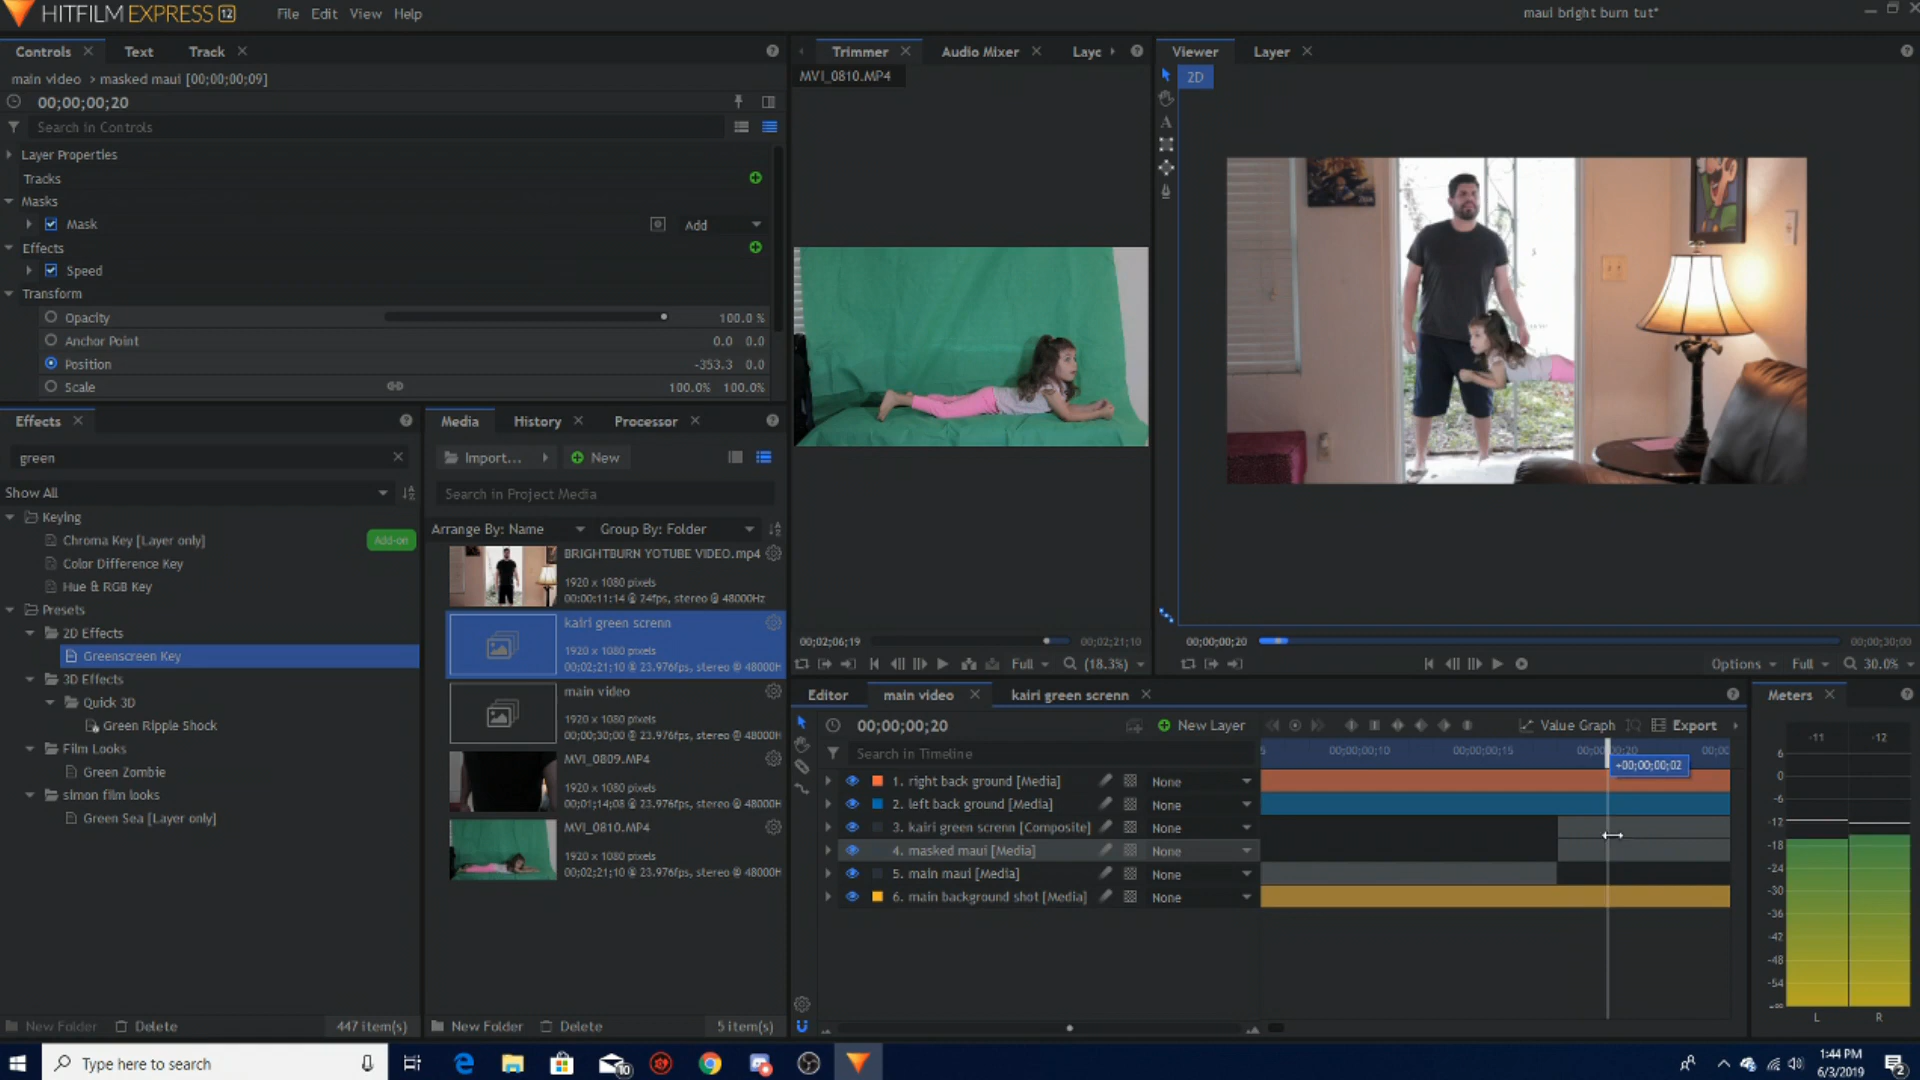 HITFILM EXPRESS 12
File Edit View Help
maui bright burn tut*
Controls Text Track
main video > masked maui [00;00;00;09]
00;00;00;20
Search in Controls
Layer Properties
Tracks
Masks
Mask
Add
Effects
Speed
Transform
Opacity 100.0 %
Anchor Point 0.0 0.0
Position -353.3 0.0
Scale 100.0% 100.0%
Trimmer Audio Mixer Layc
MVI_0810.MP4
00;02;06;19 00;02;21;10
Full (18.3%)
Viewer Layer
2D
00;00;00;20 00;00;30;00
Options Full 30.0%
Effects
green
Show All
Keying
Chroma Key [Layer only] Add-on
Color Difference Key
Hue & RGB Key
Presets
2D Effects
Greenscreen Key
3D Effects
Quick 3D
Green Ripple Shock
Film Looks
Green Zombie
simon film looks
Green Sea [Layer only]
New Folder Delete 447 item(s)
Media History Processor
Import... New
Search in Project Media
Arrange By: Name Group By: Folder
BRIGHTBURN YOTUBE VIDEO.mp4
1920 x 1080 pixels
00:00:11:14 @ 24fps, stereo @ 48000Hz
kairi green screnn
1920 x 1080 pixels
00;02;21;10 @ 23.976fps, stereo @ 48000H
main video
1920 x 1080 pixels
00;00;30;00 @ 23.976fps, stereo @ 48000H
MVI_0809.MP4
1920 x 1080 pixels
00;01;14;08 @ 23.976fps, stereo @ 48000H
MVI_0810.MP4
1920 x 1080 pixels
00;02;21;10 @ 23.976fps, stereo @ 48000H
New Folder Delete 5 item(s)
Editor main video kairi green screnn
00;00;00;20 New Layer Value Graph Export
Search in Timeline
5 00;00;00;10 00;00;00;15 00;00;00;20 00;00
+00;00;00;02
1. right back ground [Media] None
2. left back ground [Media] None
3. kairi green screnn [Composite] None
4. masked maui [Media] None
5. main maui [Media] None
6. main background shot [Media] None
Meters
-11 -12
6
0
-6
-12
-18
-24
-30
-36
-42
-48
-54
-∞
L R
Type here to search
10
1:44 PM
6/3/2019
2